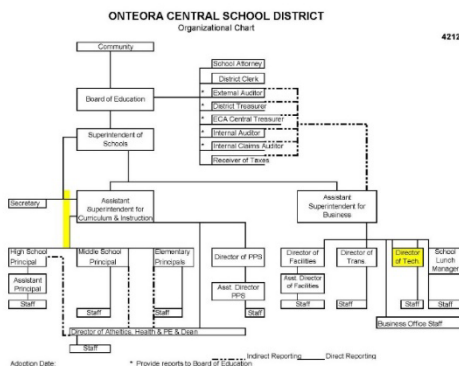 ONTEORA CENTRAL SCHOOL DISTRICT
Organizational Chart
4212
Community
School Attorney
District Clerk
Board of Education
* External Auditor
* District Treasurer
* ECA Central Treasurer
Superintendent
of
Schools
* Internal Auditor
* Internal Claims Auditor
Receiver of Taxes
Secretary
Assistant
Superintendent for
Curriculum & Instruction
Assistant
Superintendent for
Business
High School
Principal
Middle School
Principal
Elementary
Principals
Director of PPS
Director of
Facilities
Director of
Trans.
Director
of Tech.
School
Lunch
Manager
Assistant
Principal
Asst. Director
PPS
Asst. Director
of Facilities
Staff
Staff
Staff
Staff
Staff
Staff
Staff
Staff
Business Office Staff
Director of Athletics, Health & PE & Dean
Staff
Indirect Reporting
Direct Reporting
Adoption Date:
* Provide reports to Board of Education